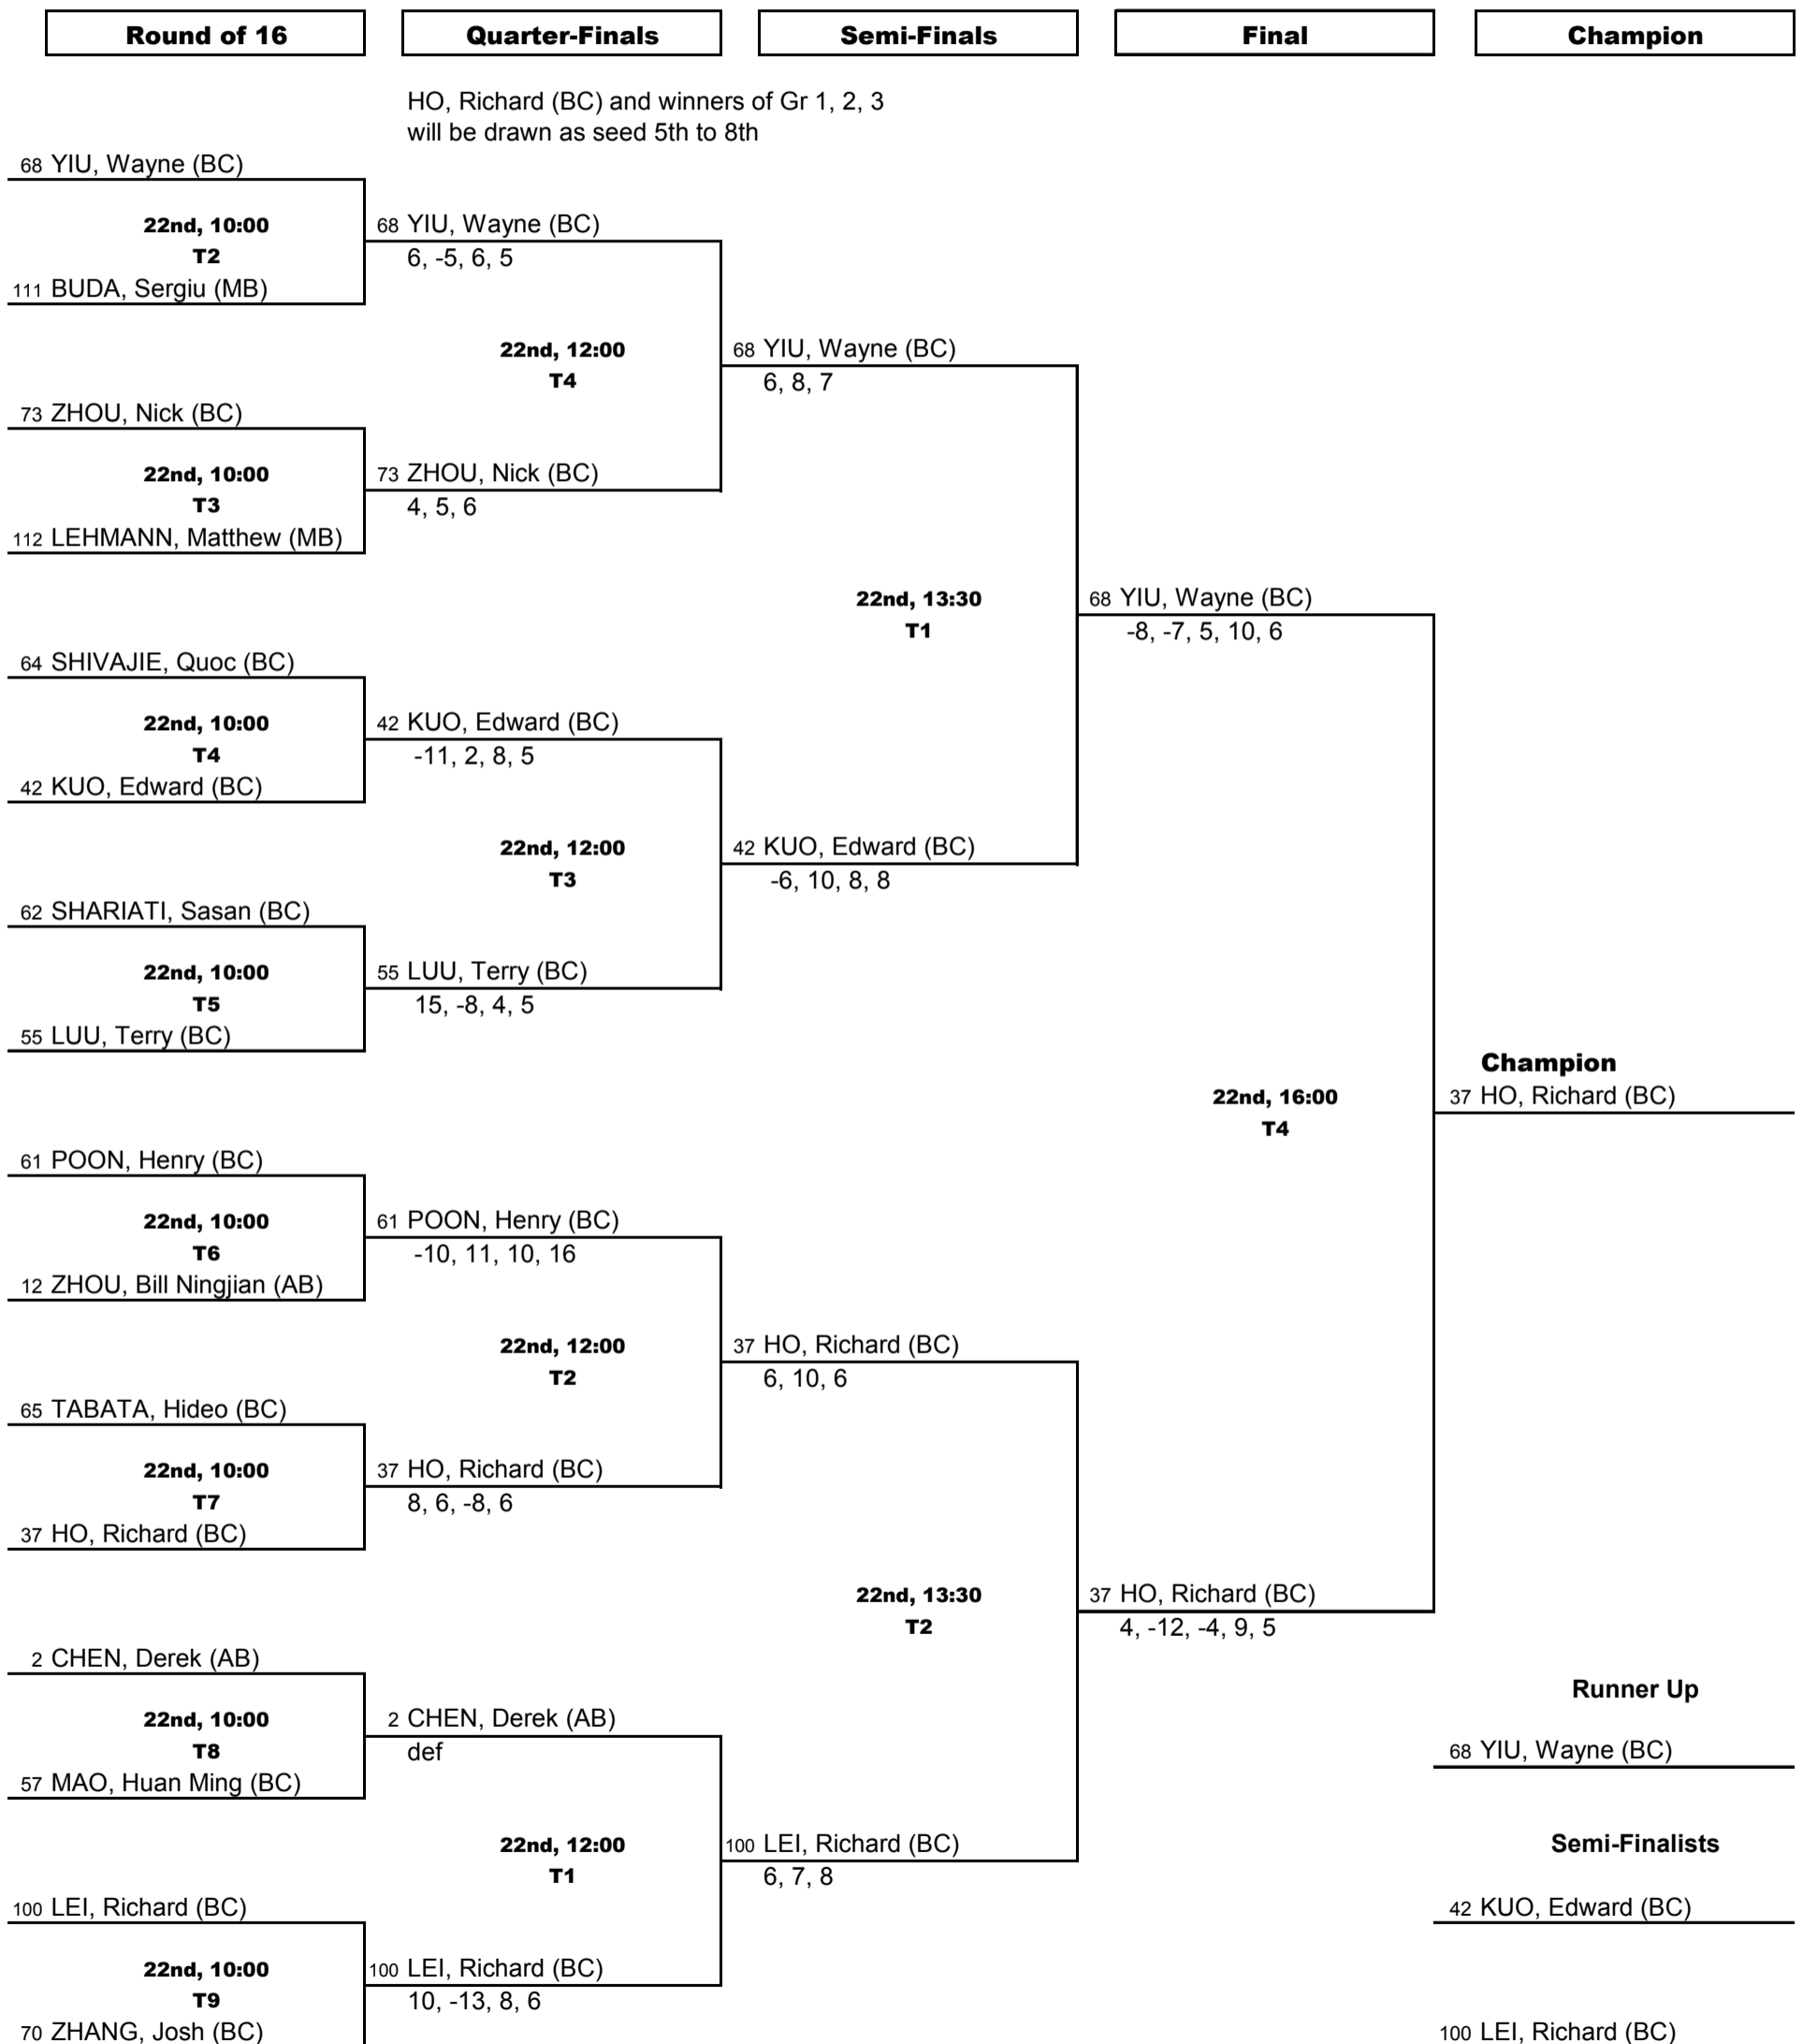 Round of 16
Quarter-Finals
Semi-Finals
Final
Champion
HO, Richard (BC) and winners of Gr 1, 2, 3
will be drawn as seed 5th to 8th
68 YIU, Wayne (BC)
22nd, 10:00
T2
111 BUDA, Sergiu (MB)
73 ZHOU, Nick (BC)
22nd, 10:00
T3
112 LEHMANN, Matthew (MB)
64 SHIVAJIE, Quoc (BC)
22nd, 10:00
T4
42 KUO, Edward (BC)
62 SHARIATI, Sasan (BC)
22nd, 10:00
T5
55 LUU, Terry (BC)
61 POON, Henry (BC)
22nd, 10:00
T6
12 ZHOU, Bill Ningjian (AB)
65 TABATA, Hideo (BC)
22nd, 10:00
T7
37 HO, Richard (BC)
2 CHEN, Derek (AB)
22nd, 10:00
T8
57 MAO, Huan Ming (BC)
100 LEI, Richard (BC)
22nd, 10:00
T9
70 ZHANG, Josh (BC)
68 YIU, Wayne (BC)
6, -5, 6, 5
22nd, 12:00
T4
73 ZHOU, Nick (BC)
4, 5, 6
42 KUO, Edward (BC)
-11, 2, 8, 5
22nd, 12:00
T3
55 LUU, Terry (BC)
15, -8, 4, 5
61 POON, Henry (BC)
-10, 11, 10, 16
22nd, 12:00
T2
37 HO, Richard (BC)
8, 6, -8, 6
2 CHEN, Derek (AB)
def
22nd, 12:00
T1
100 LEI, Richard (BC)
10, -13, 8, 6
68 YIU, Wayne (BC)
6, 8, 7
22nd, 13:30
T1
42 KUO, Edward (BC)
-6, 10, 8, 8
37 HO, Richard (BC)
6, 10, 6
22nd, 13:30
T2
100 LEI, Richard (BC)
6, 7, 8
68 YIU, Wayne (BC)
-8, -7, 5, 10, 6
22nd, 16:00
T4
37 HO, Richard (BC)
4, -12, -4, 9, 5
Champion
37 HO, Richard (BC)
Runner Up
68 YIU, Wayne (BC)
Semi-Finalists
42 KUO, Edward (BC)
100 LEI, Richard (BC)